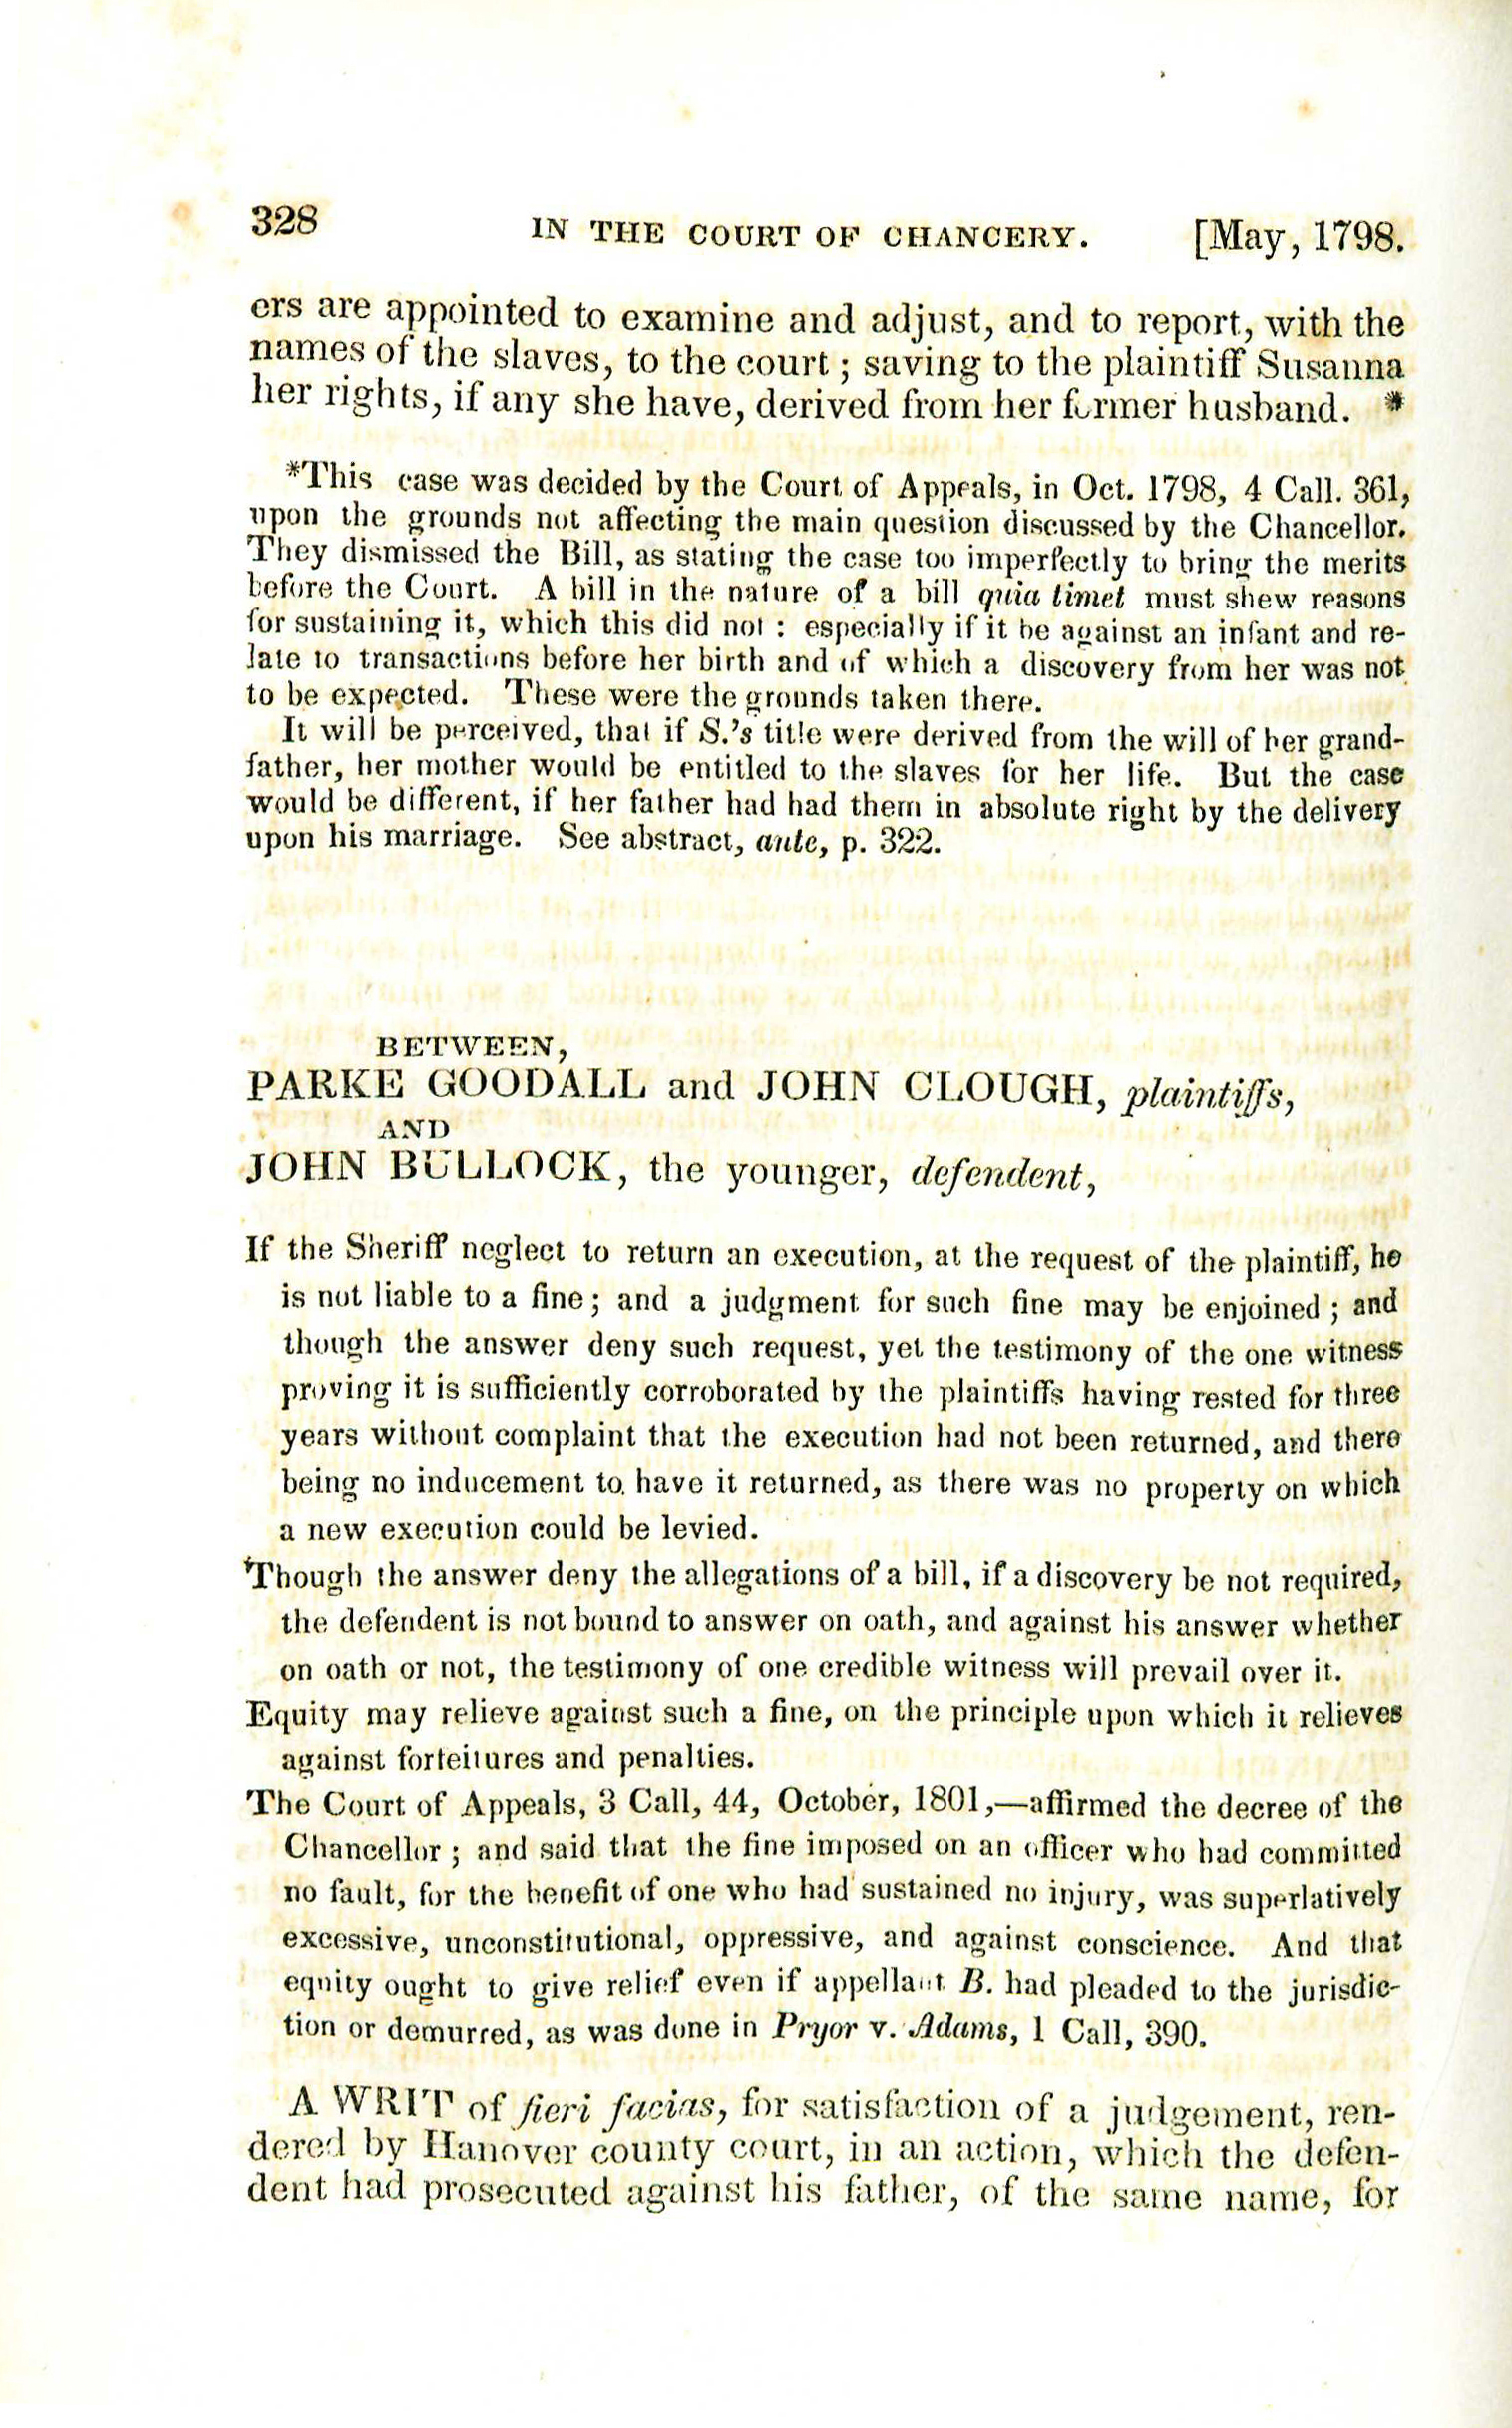 328 IN THE COURT OF CHANCERY. [May, 1798.
ers are appointed to examine and adjust, and to report, with the
names of the slaves, to the court; saving to the plaintiff Susanna
her rights, if any she have, derived from her former husband. *
*This case was decided by the Court of Appeals, in Oct. 1798, 4 Call. 361,
upon the grounds not affecting the main question discussed by the Chancellor.
They dismissed the Bill, as stating the case too imperfectly to bring the merits
before the Court. A bill in the nature of a bill quia timet must shew reasons
for sustaining it, which this did not: especially if it be against an infant and re-
late to transactions before her birth and of which a discovery from her was not
to be expected. These were the grounds taken there.
It will be perceived, that if S.'s title were derived from the will of her grand-
father, her mother would be entitled to the slaves for her life. But the case
would be different, if her father had had them in absolute right by the delivery
upon his marriage. See abstract, ante, p. 322.
BETWEEN,
PARKE GOODALL and JOHN CLOUGH, plaintiffs,
AND
JOHN BULLOCK, the younger, defendent,
If the Sheriff neglect to return an execution, at the request of the plaintiff, he
is not liable to a fine; and a judgment for such fine may be enjoined; and
though the answer deny such request, yet the testimony of the one witness
proving it is sufficiently corroborated by the plaintiffs having rested for three
years without complaint that the execution had not been returned, and there
being no inducement to have it returned, as there was no property on which
a new execution could be levied.
Though the answer deny the allegations of a bill, if a discovery be not required,
the defendent is not bound to answer on oath, and against his answer whether
on oath or not, the testimony of one credible witness will prevail over it.
Equity may relieve against such a fine, on the principle upon which it relieves
against forfeitures and penalties.
The Court of Appeals, 3 Call, 44, October, 1801,—affirmed the decree of the
Chancellor; and said that the fine imposed on an officer who had committed
no fault, for the benefit of one who had sustained no injury, was superlatively
excessive, unconstitutional, oppressive, and against conscience. And that
equity ought to give relief even if appellant B. had pleaded to the jurisdic-
tion or demurred, as was done in Pryor v. Adams, 1 Call, 390.
A WRIT of fieri facias, for satisfaction of a judgement, ren-
dered by Hanover county court, in an action, which the defen-
dent had prosecuted against his father, of the same name, for